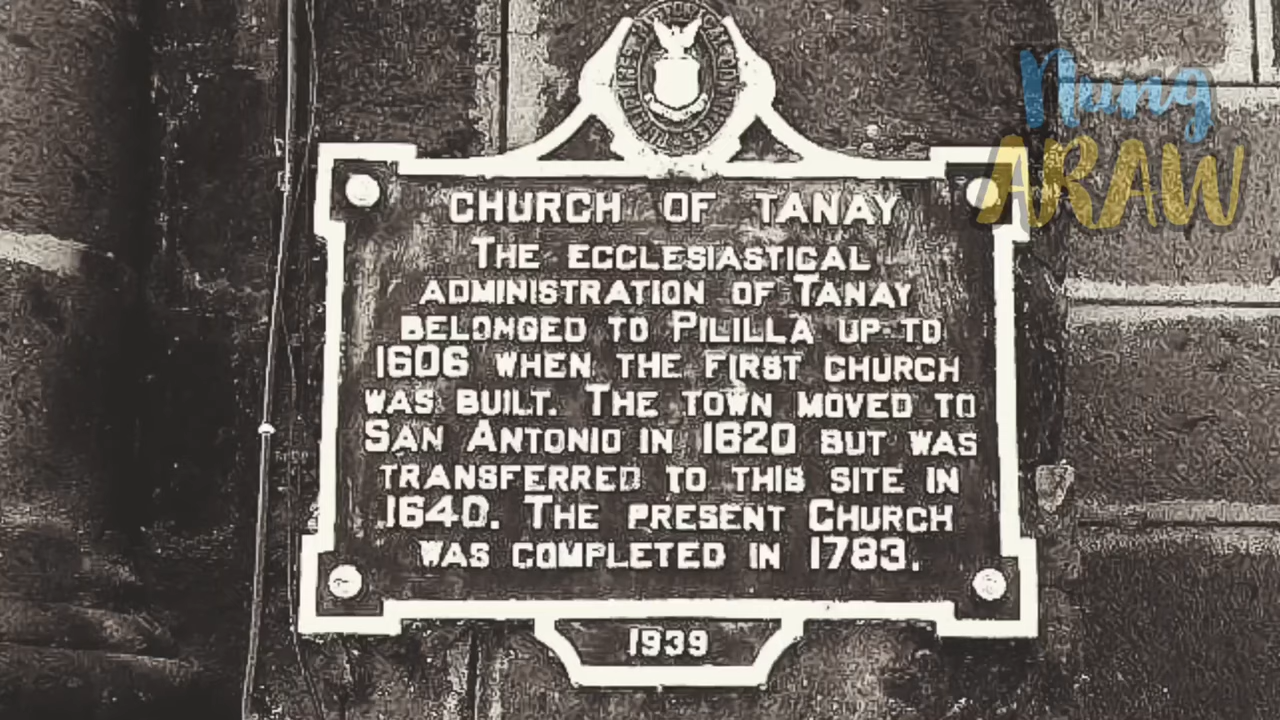 Nung
ARAW
CHURCH OF TANAY
THE ECCLESIASTICAL
ADMINISTRATION OF TANAY
BELONGED TO PILILLA UP TO
1606 WHEN THE FIRST CHURCH
WAS BUILT. THE TOWN MOVED TO
SAN ANTONIO IN 1620 BUT WAS
TRANSFERRED TO THIS SITE IN
1640. THE PRESENT CHURCH
WAS COMPLETED IN 1783.
1939